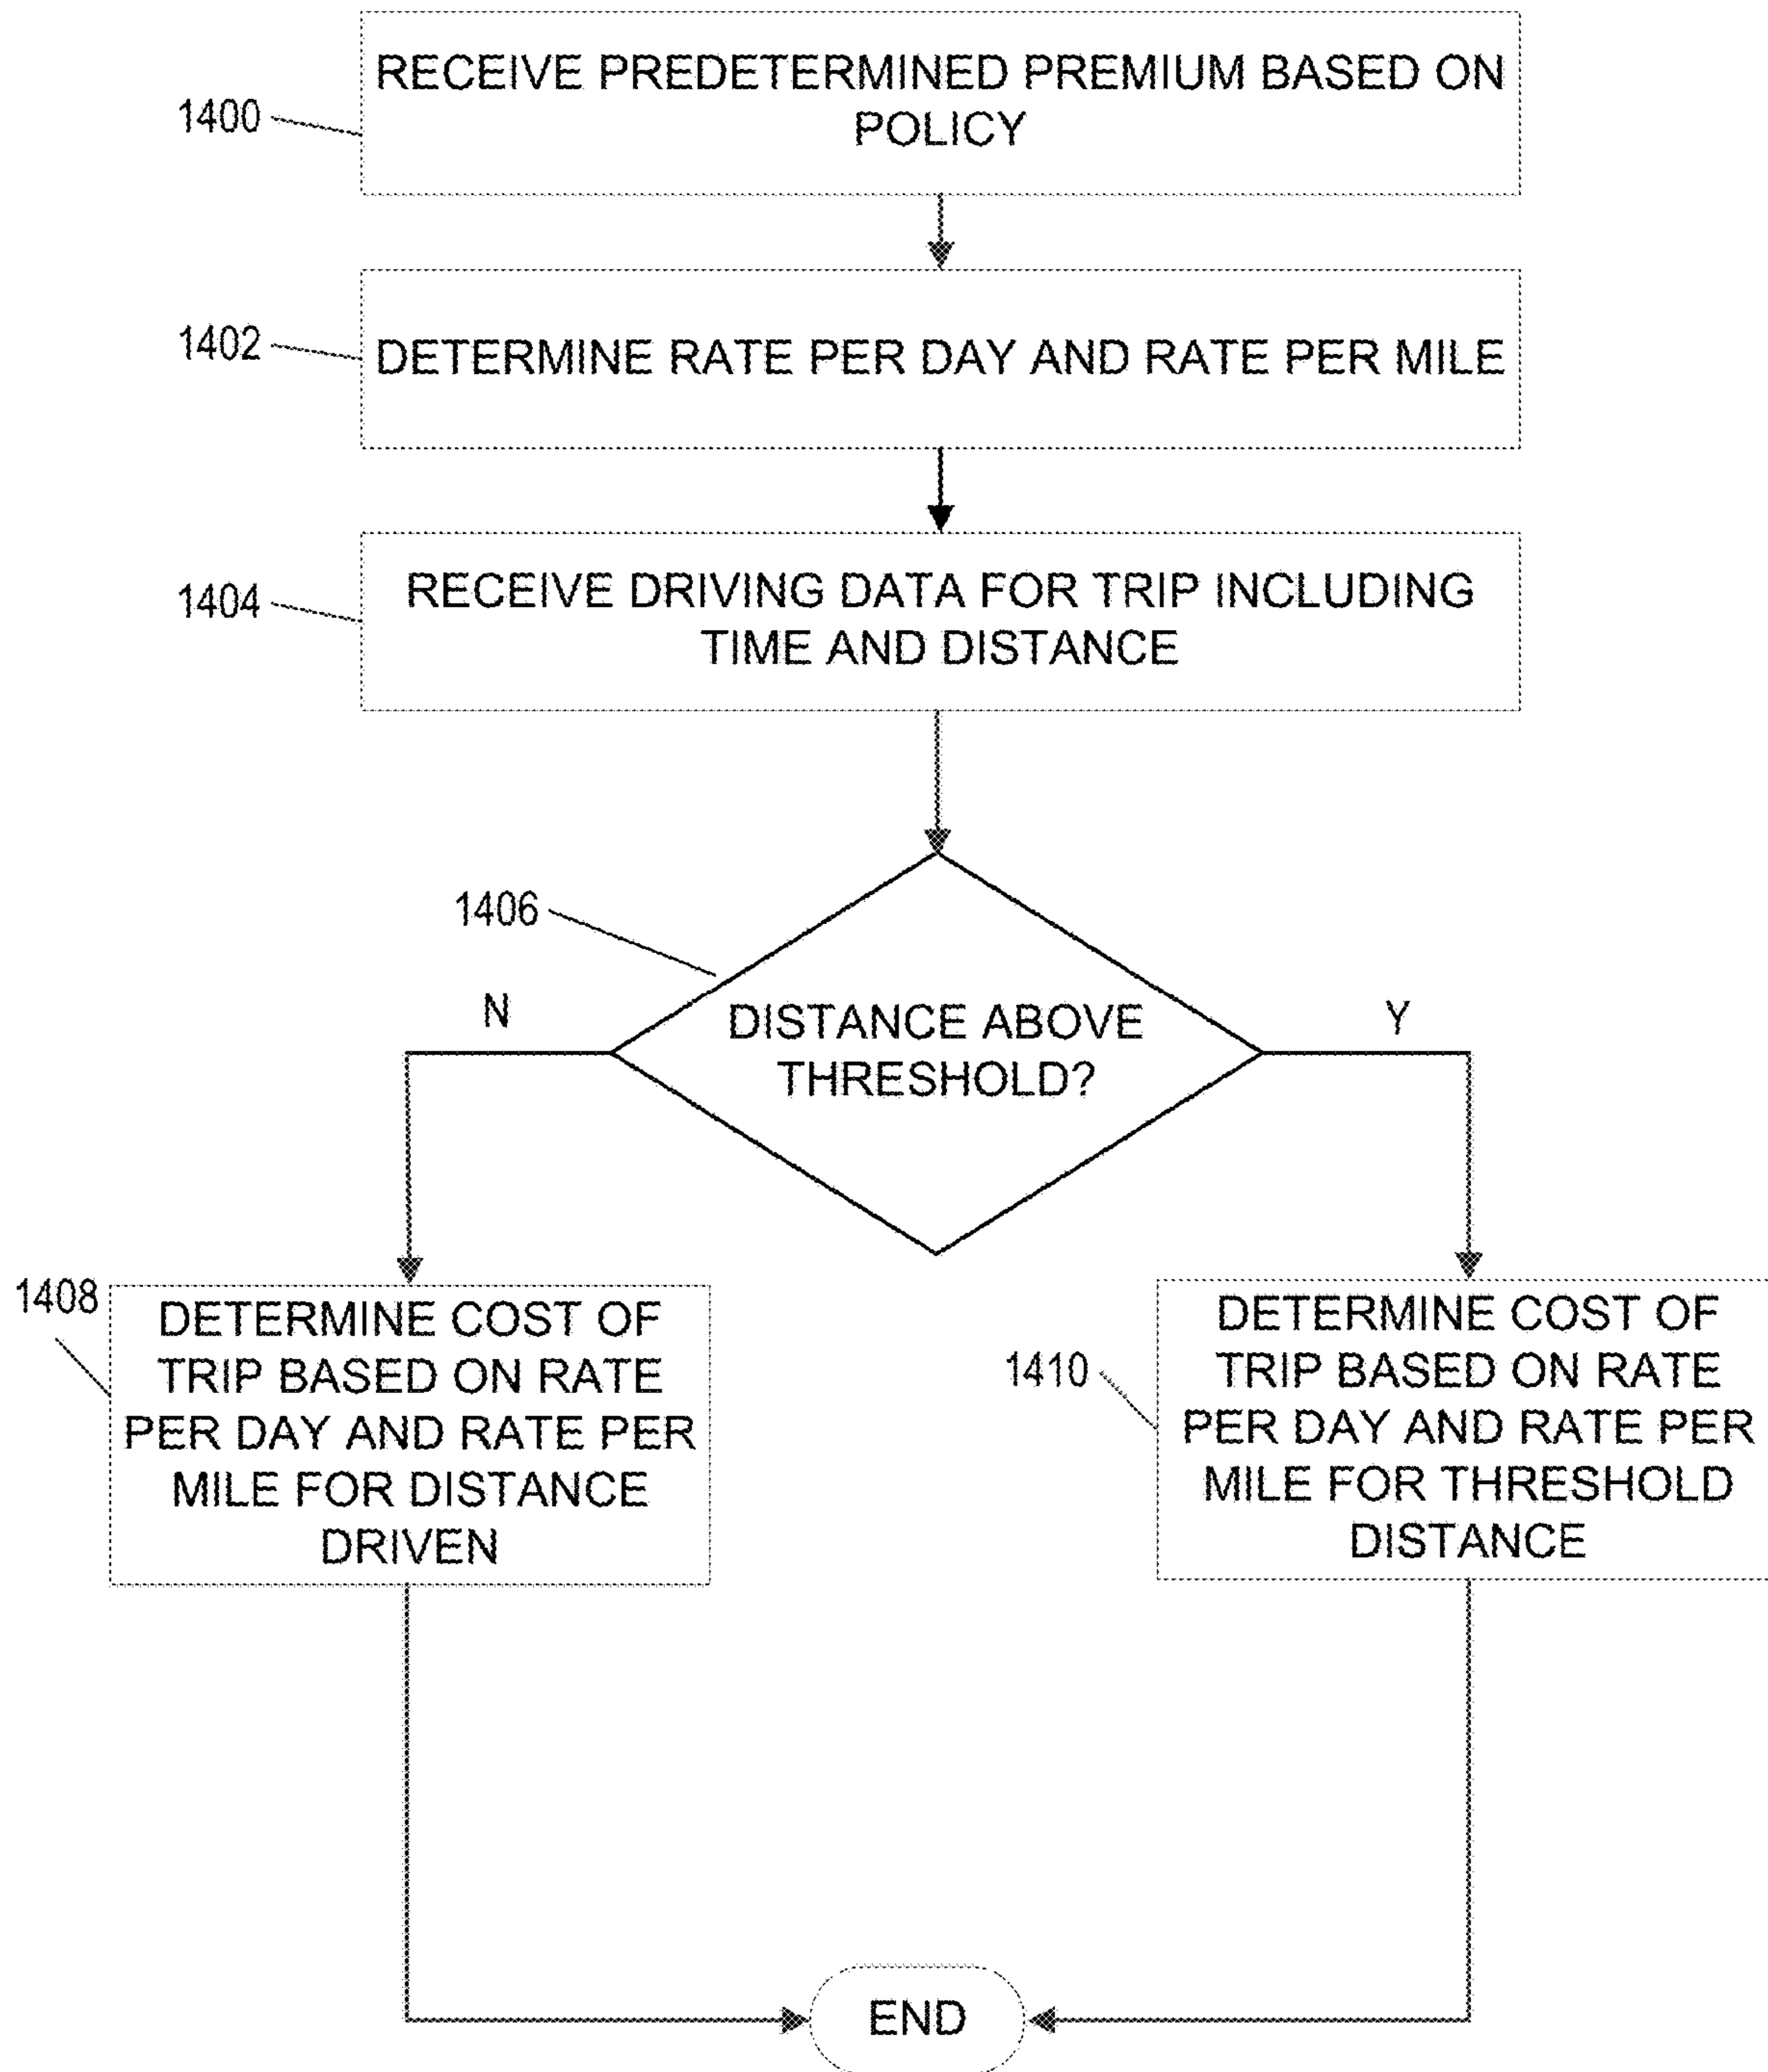 RECEIVE PREDETERMINED PREMIUM BASED ON
POLICY
1400
1402
DETERMINE RATE PER DAY AND RATE PER MILE
1404
RECEIVE DRIVING DATA FOR TRIP INCLUDING
TIME AND DISTANCE
1406
N
DISTANCE ABOVE
THRESHOLD?
Y
1408
DETERMINE COST OF
TRIP BASED ON RATE
PER DAY AND RATE PER
MILE FOR DISTANCE
DRIVEN
1410
DETERMINE COST OF
TRIP BASED ON RATE
PER DAY AND RATE PER
MILE FOR THRESHOLD
DISTANCE
END